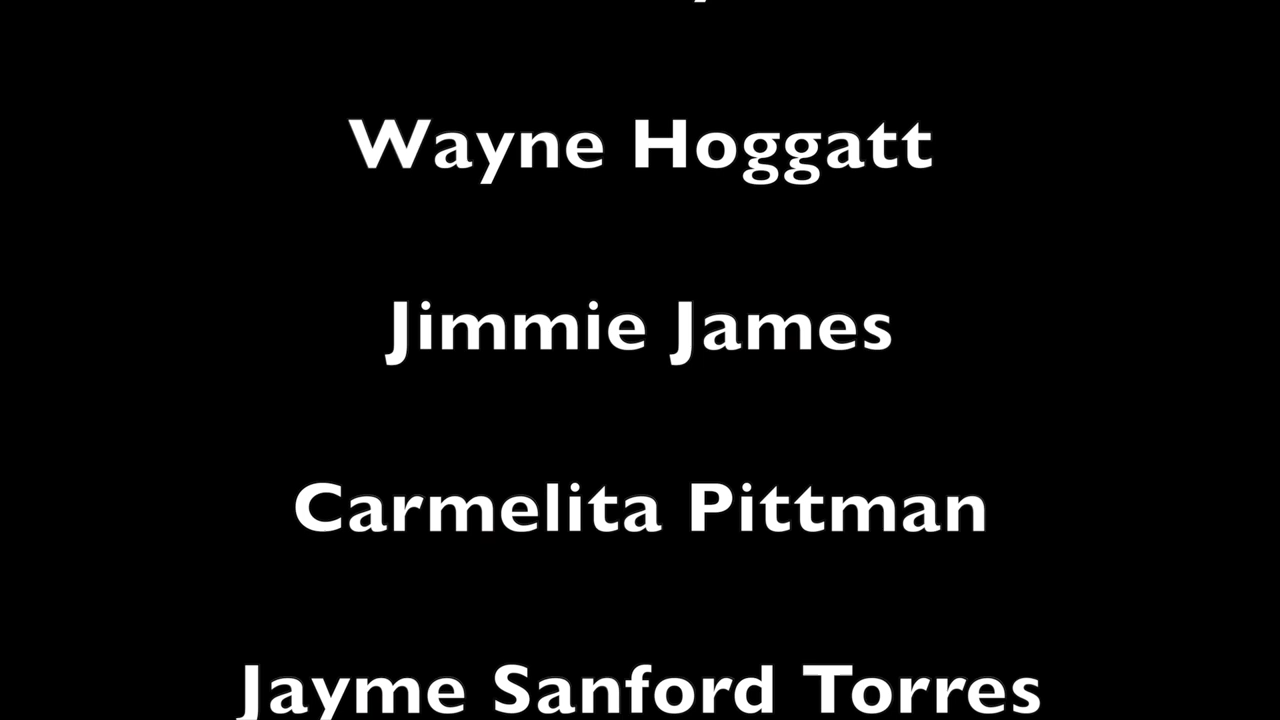 Wayne Hoggatt
Jimmie James
Carmelita Pittman
Jayme Sanford Torres